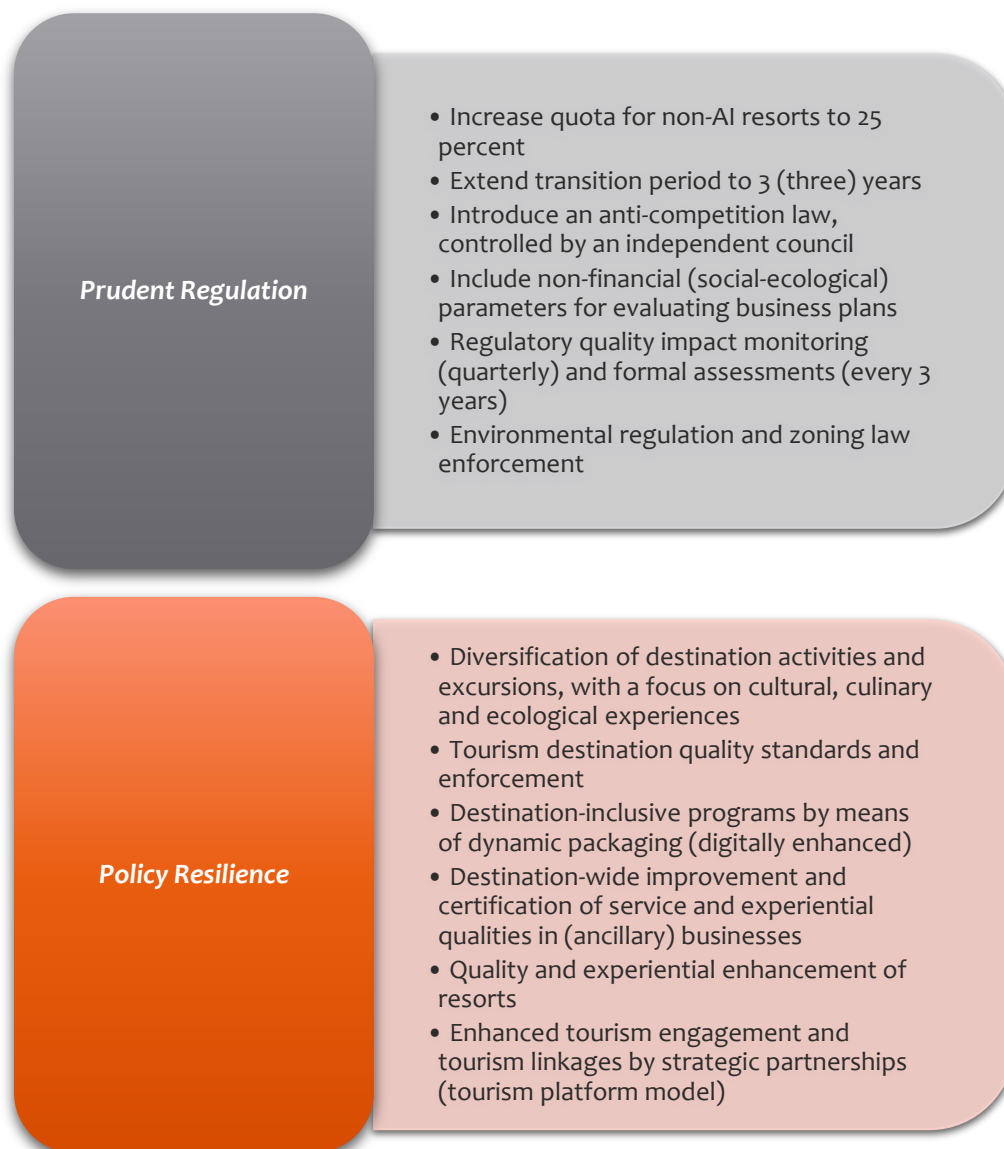 Prudent Regulation
• Increase quota for non-AI resorts to 25
percent
• Extend transition period to 3 (three) years
• Introduce an anti-competition law,
controlled by an independent council
• Include non-financial (social-ecological)
parameters for evaluating business plans
• Regulatory quality impact monitoring
(quarterly) and formal assessments (every 3
years)
• Environmental regulation and zoning law
enforcement
Policy Resilience
• Diversification of destination activities and
excursions, with a focus on cultural, culinary
and ecological experiences
• Tourism destination quality standards and
enforcement
• Destination-inclusive programs by means
of dynamic packaging (digitally enhanced)
• Destination-wide improvement and
certification of service and experiential
qualities in (ancillary) businesses
• Quality and experiential enhancement of
resorts
• Enhanced tourism engagement and
tourism linkages by strategic partnerships
(tourism platform model)